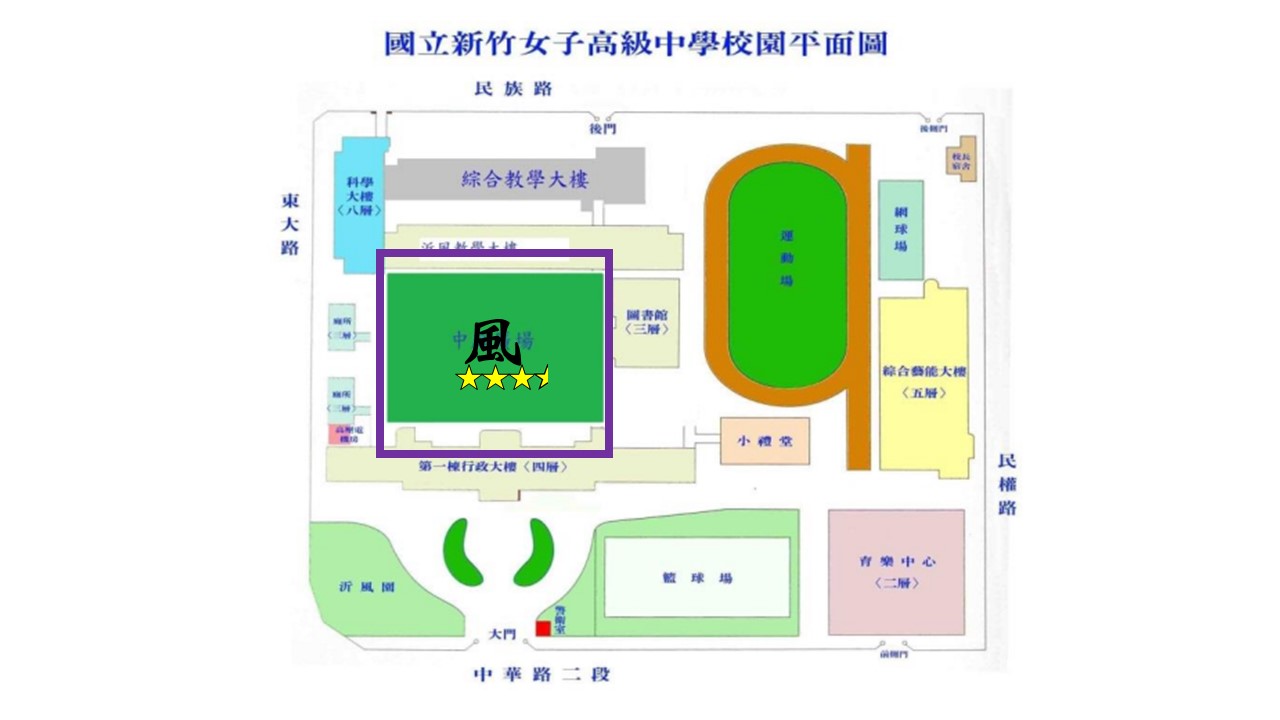 國立新竹女子高級中學校園平面圖
民族路
後門
後側門
校長
宿舍
科學
大樓
〈八層〉
綜合教學大樓
東大路
網球場
運動場
沂風教學大樓
廁所
〈三層〉
圖書館
〈三層〉
中 場
風
綜合藝能大樓
〈五層〉
廁所
〈三層〉
高壓電
機房
小禮堂
第一棟行政大樓〈四層〉
民權路
沂風園
籃球場
育樂中心
〈二層〉
警衛室
大門
前側門
中華路二段